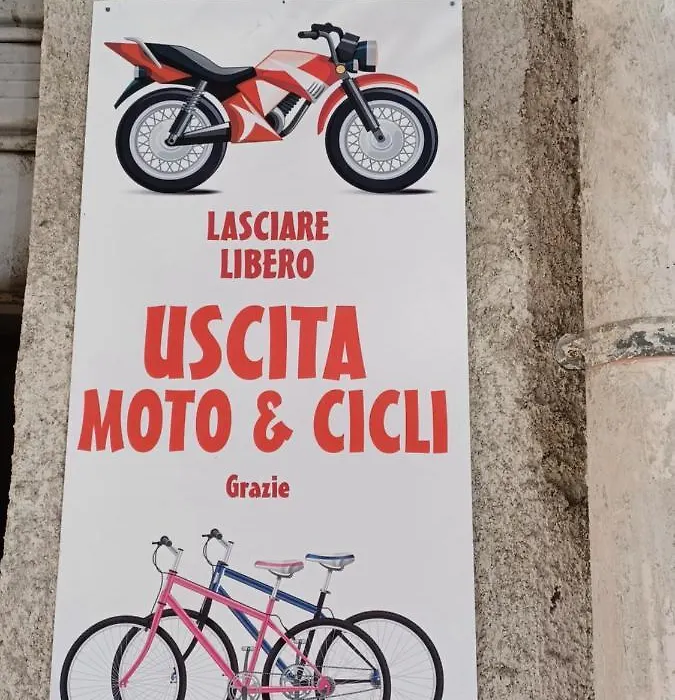 LASCIARE
LIBERO
USCITA
MOTO & CICLI
Grazie